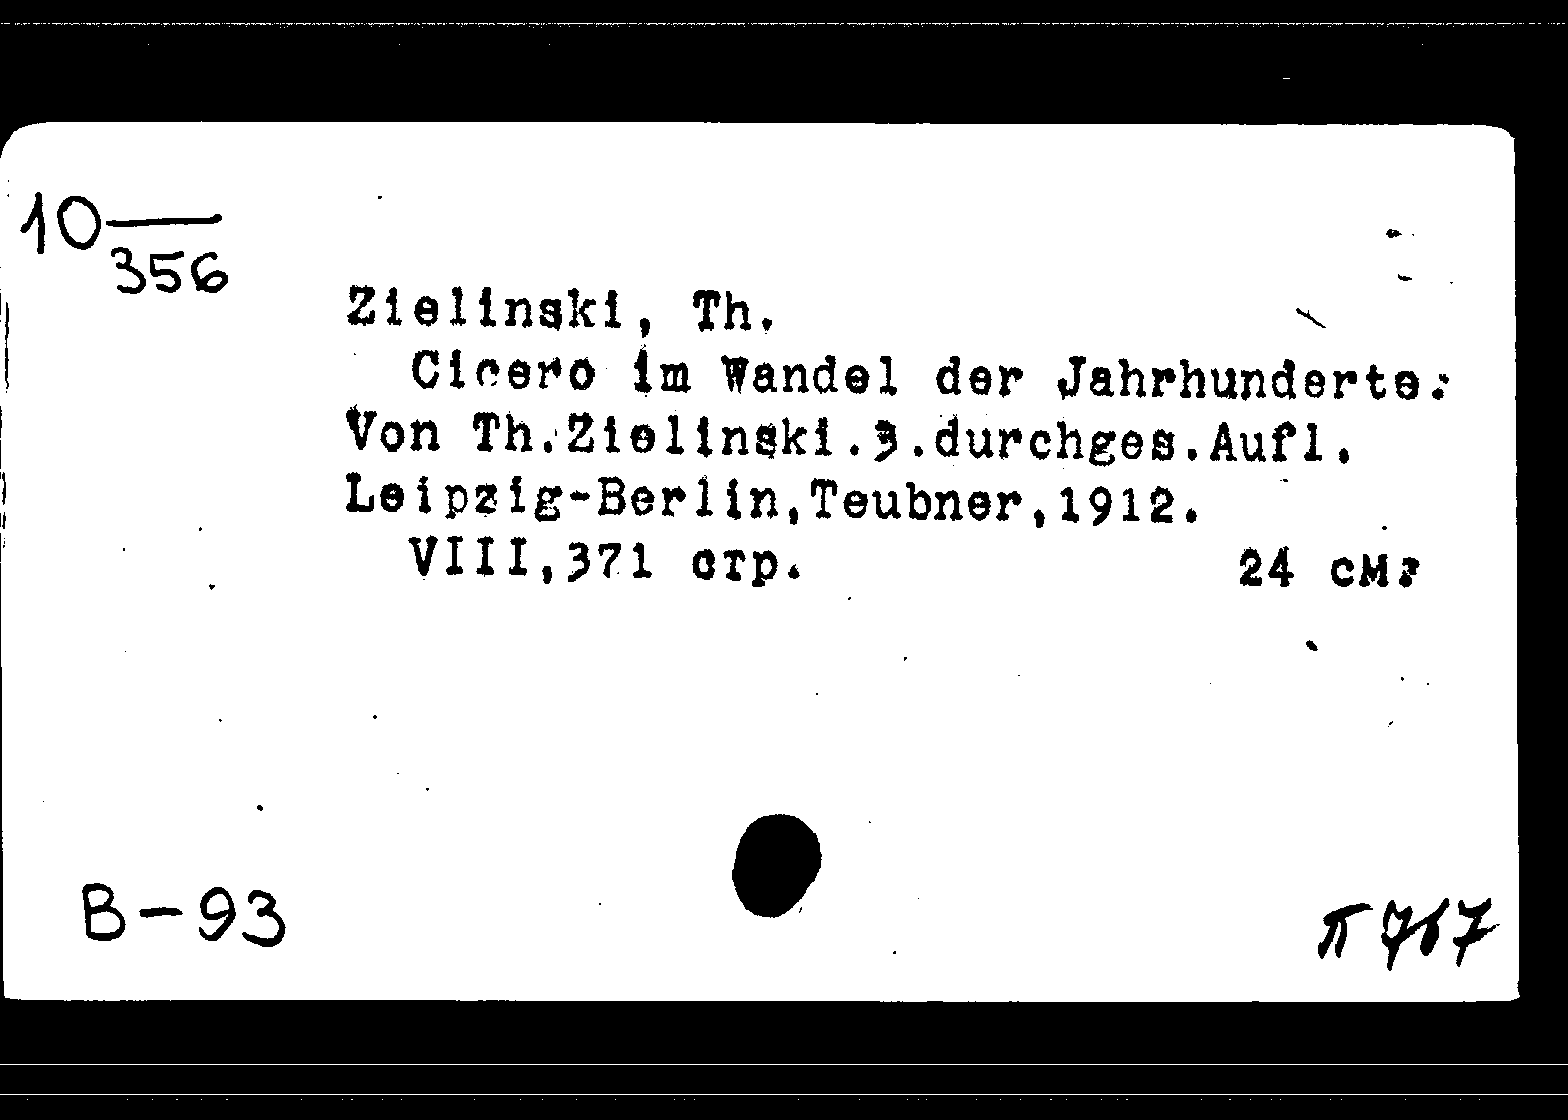 10—
356
Zielinski, Th.
Cicero im Wandel der Jahrhunderte.
Von Th.Zielinski.3.durchges.Aufl.
Leipzig-Berlin,Teubner,1912.
VIII,371 стр. 24 см.
В-93
п 767